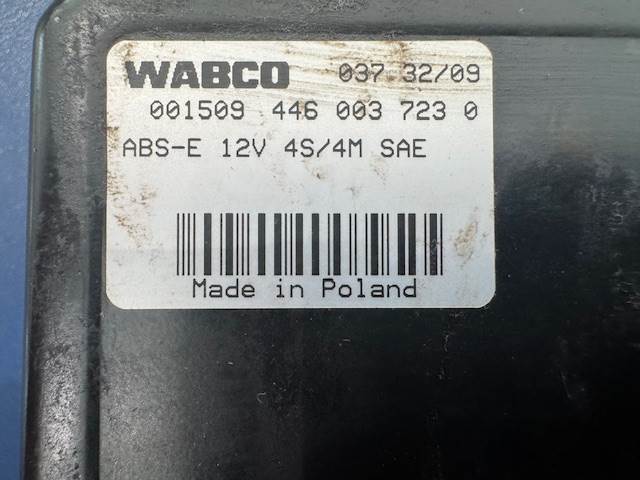 WABCO 037 32/09
001509 446 003 723 0
ABS-E 12V 4S/4M SAE
Made in Poland